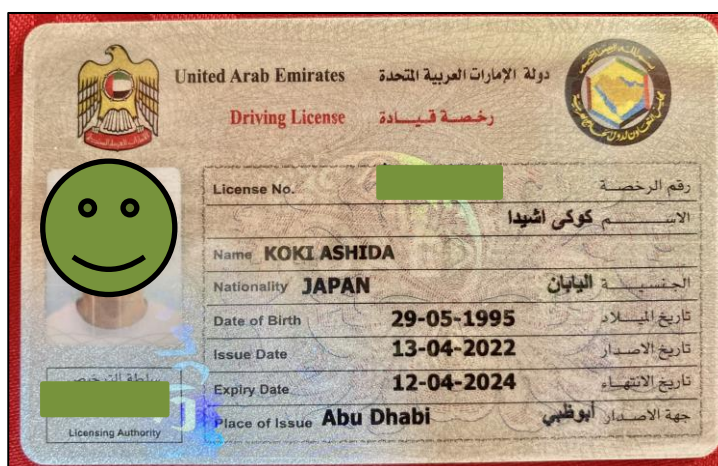 United Arab Emirates دولة الإمارات العربية المتحدة
Driving License رخصة قيادة
License No. رقم الرخصة
الاسم كوكى اشيدا
Name KOKI ASHIDA
Nationality JAPAN الجنسية اليابان
Date of Birth 29-05-1995 تاريخ الميلاد
Issue Date 13-04-2022 تاريخ الاصدار
Expiry Date 12-04-2024 تاريخ الانتهاء
Place of Issue Abu Dhabi جهة الاصدار أبوظبي
Licensing Authority